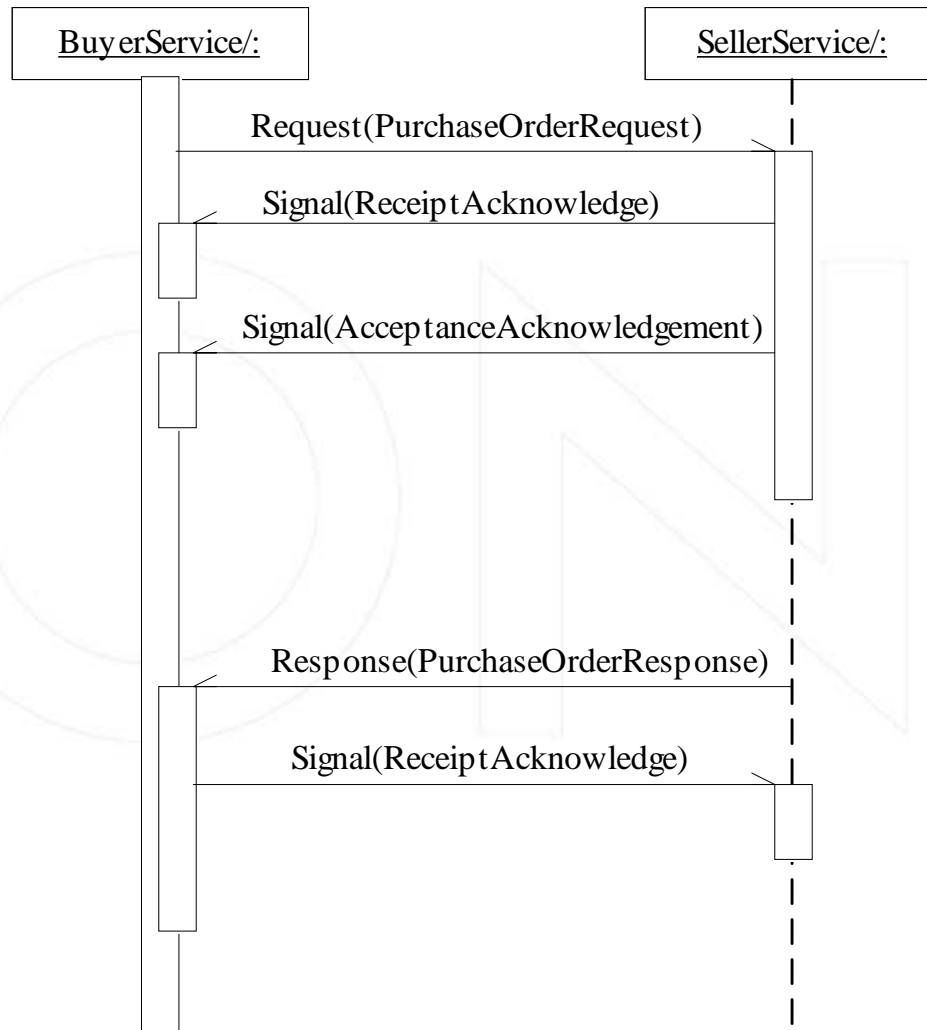 BuyerService/:
SellerService/:
Request(PurchaseOrderRequest)
Signal(ReceiptAcknowledge)
Signal(AcceptanceAcknowledgement)
Response(PurchaseOrderResponse)
Signal(ReceiptAcknowledge)